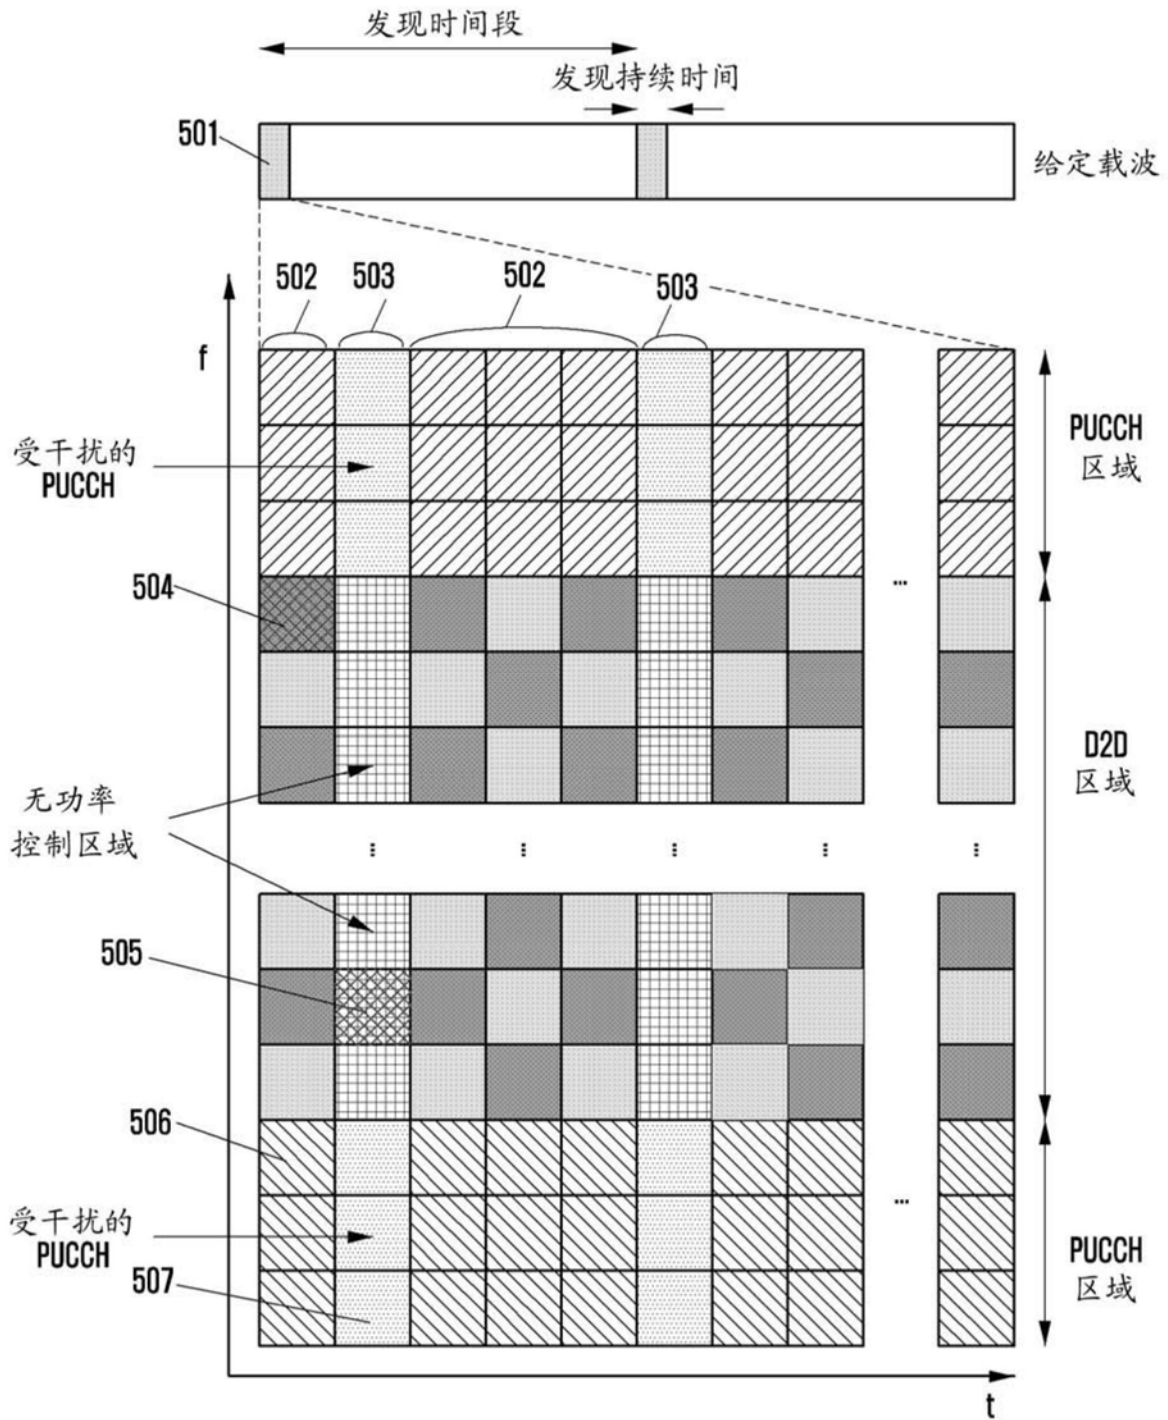 发现时间段
发现持续时间
501
给定载波
502
503
502
503
f
受干扰的
PUCCH
PUCCH
区域
504
...
D2D
区域
无功率
控制区域
... ... ... ... ...
505
506
...
受干扰的
PUCCH
PUCCH
区域
507
t